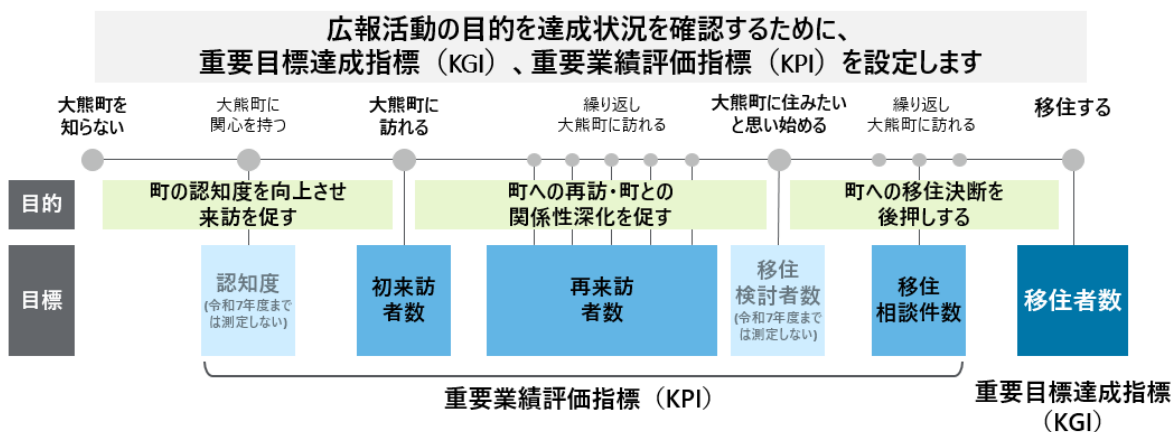 広報活動の目的を達成状況を確認するために、
重要目標達成指標（KGI）、重要業績評価指標（KPI）を設定します
大熊町を
知らない
大熊町に
関心を持つ
大熊町に
訪れる
繰り返し
大熊町に訪れる
大熊町に住みたい
と思い始める
繰り返し
大熊町に訪れる
移住する
目的
町の認知度を向上させ
来訪を促す
町への再訪・町との
関係性深化を促す
町への移住決断を
後押しする
目標
認知度
(令和7年度まで
は測定しない)
初来訪
者数
再来訪
者数
移住
検討者数
(令和7年度まで
は測定しない)
移住
相談件数
移住者数
重要業績評価指標（KPI）
重要目標達成指標
（KGI）